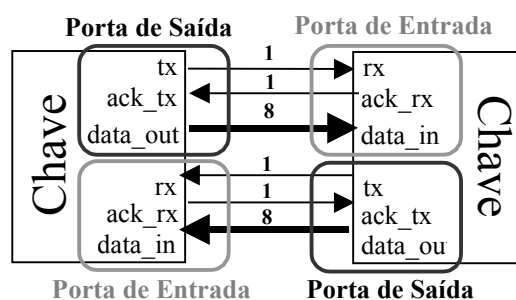 Porta de Saída
Porta de Entrada
Chave
tx
1
rx
ack_tx
1
ack_rx
data_out
8
data_in
Chave
rx
1
tx
ack_rx
1
ack_tx
data_in
8
data_ou
Porta de Entrada
Porta de Saída